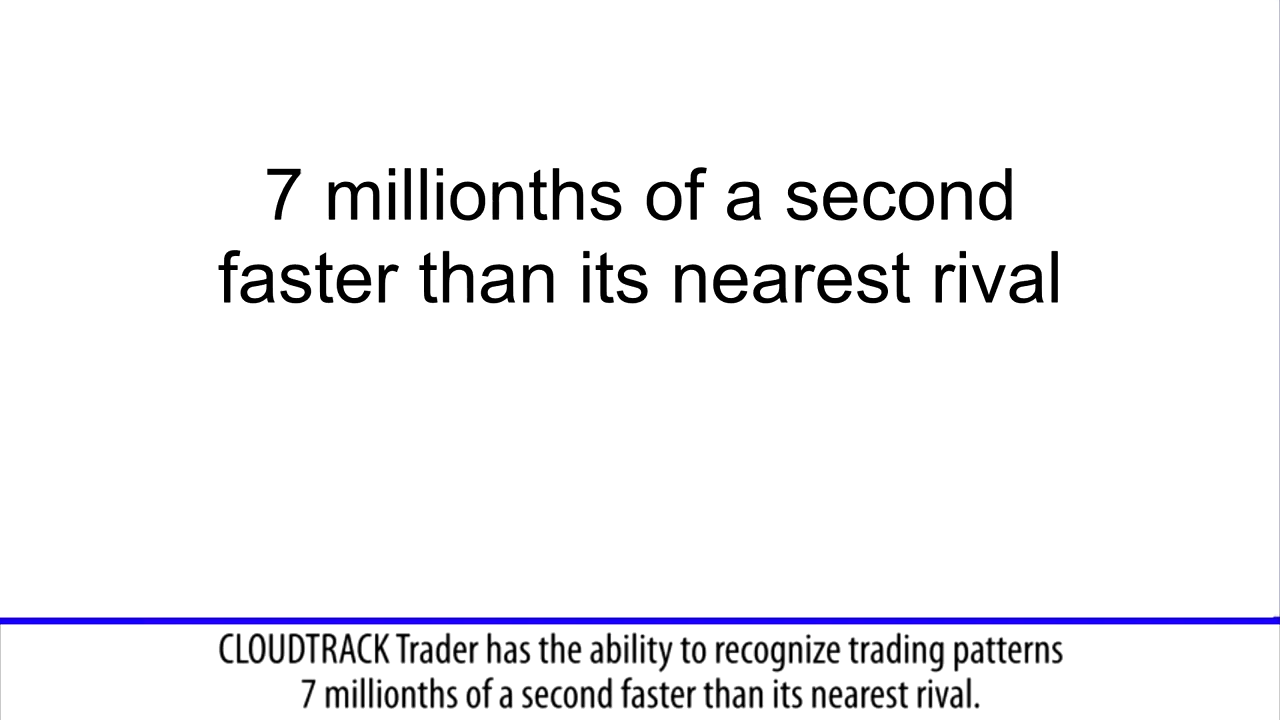 7 millionths of a second
faster than its nearest rival
CLOUDTRACK Trader has the ability to recognize trading patterns
7 millionths of a second faster than its nearest rival.